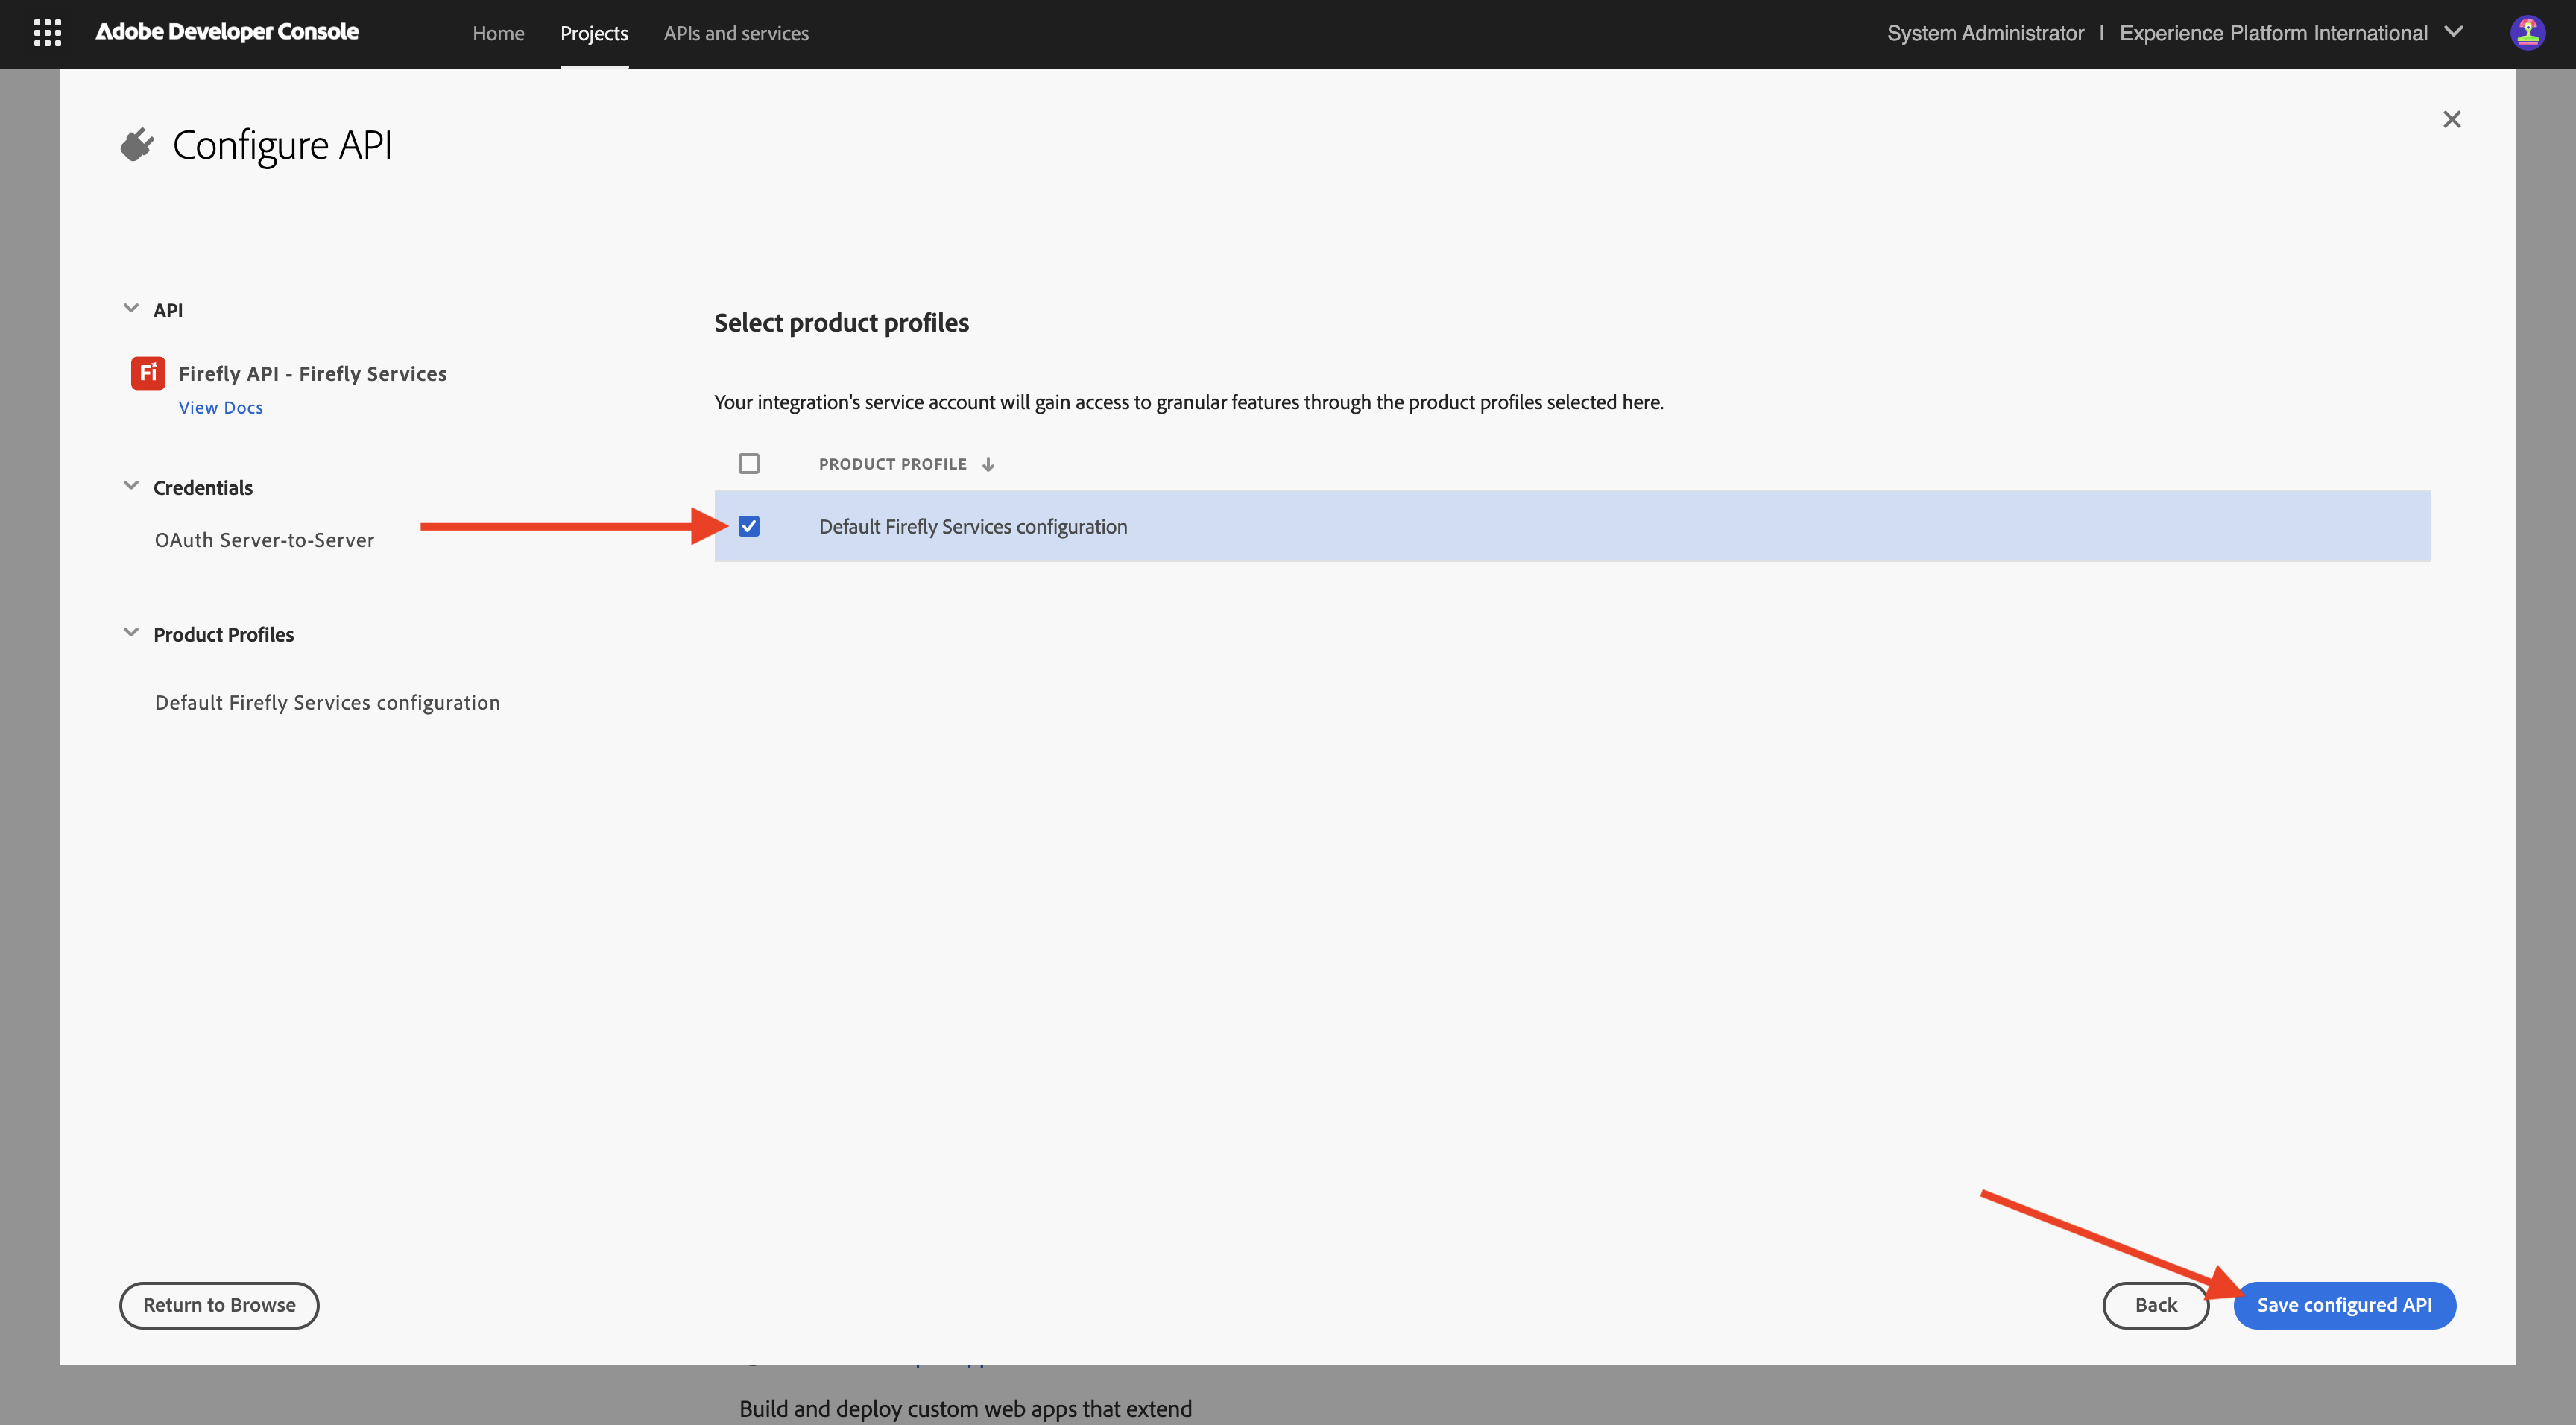 Adobe Developer Console
Home
Projects
APIs and services
System Administrator | Experience Platform International
Configure API
API
Fi
Firefly API - Firefly Services
View Docs
Credentials
OAuth Server-to-Server
Product Profiles
Default Firefly Services configuration
Select product profiles
Your integration's service account will gain access to granular features through the product profiles selected here.
PRODUCT PROFILE
Default Firefly Services configuration
Return to Browse
Back
Save configured API
Build and deploy custom web apps that extend